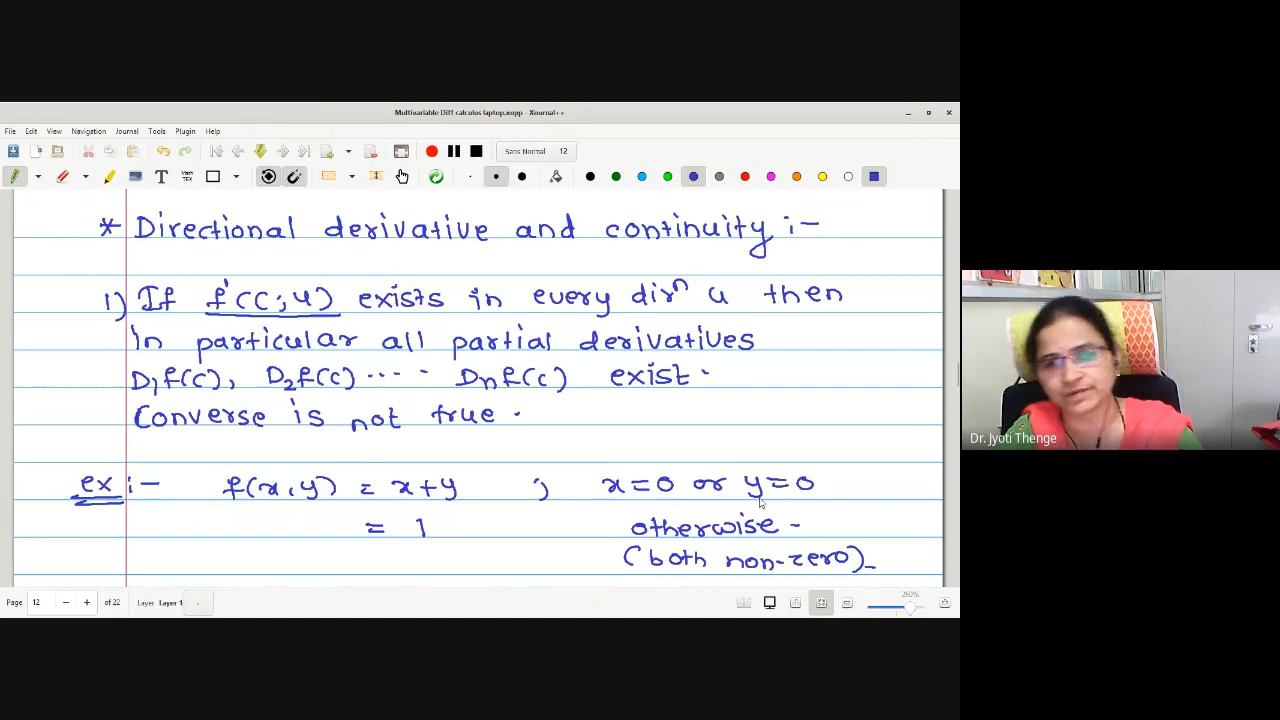 Multivariable Diff calculus laptop.xopp - Xournal++
File Edit View Navigation Journal Tools Plugin Help
Sans Normal 12
* Directional derivative and continuity :-
1) If f'(c;u) exists in every dirⁿ u then
in particular all partial derivatives
D₁f(c), D₂f(c) .... Dₙf(c) exist.
Converse is not true.
ex :- f(x,y) = x+y ; x=0 or y=0
= 1 otherwise -
(both non-zero)_
Page 12 of 22 Layer Layer 1 260%
Dr. Jyoti Thenge